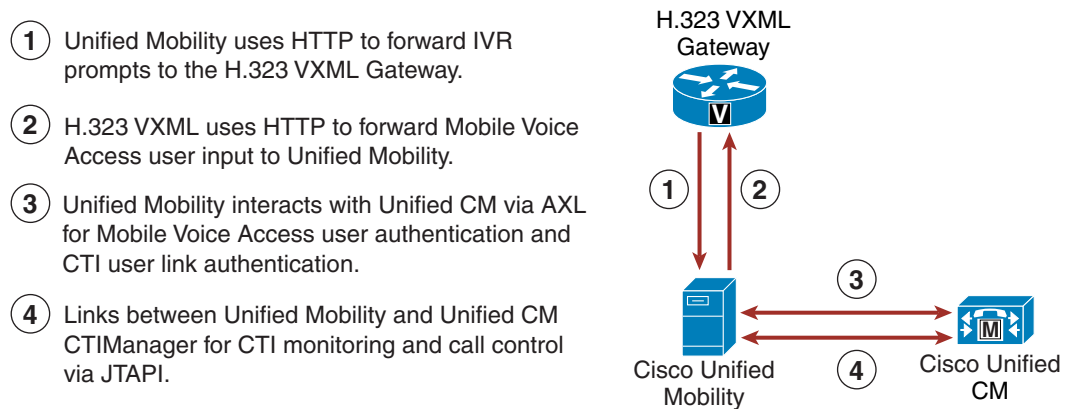 1 Unified Mobility uses HTTP to forward IVR
prompts to the H.323 VXML Gateway.
2 H.323 VXML uses HTTP to forward Mobile Voice
Access user input to Unified Mobility.
3 Unified Mobility interacts with Unified CM via AXL
for Mobile Voice Access user authentication and
CTI user link authentication.
4 Links between Unified Mobility and Unified CM
CTIManager for CTI monitoring and call control
via JTAPI.
H.323 VXML
Gateway
V
1
2
3
4
M
Cisco Unified
Mobility
Cisco Unified
CM